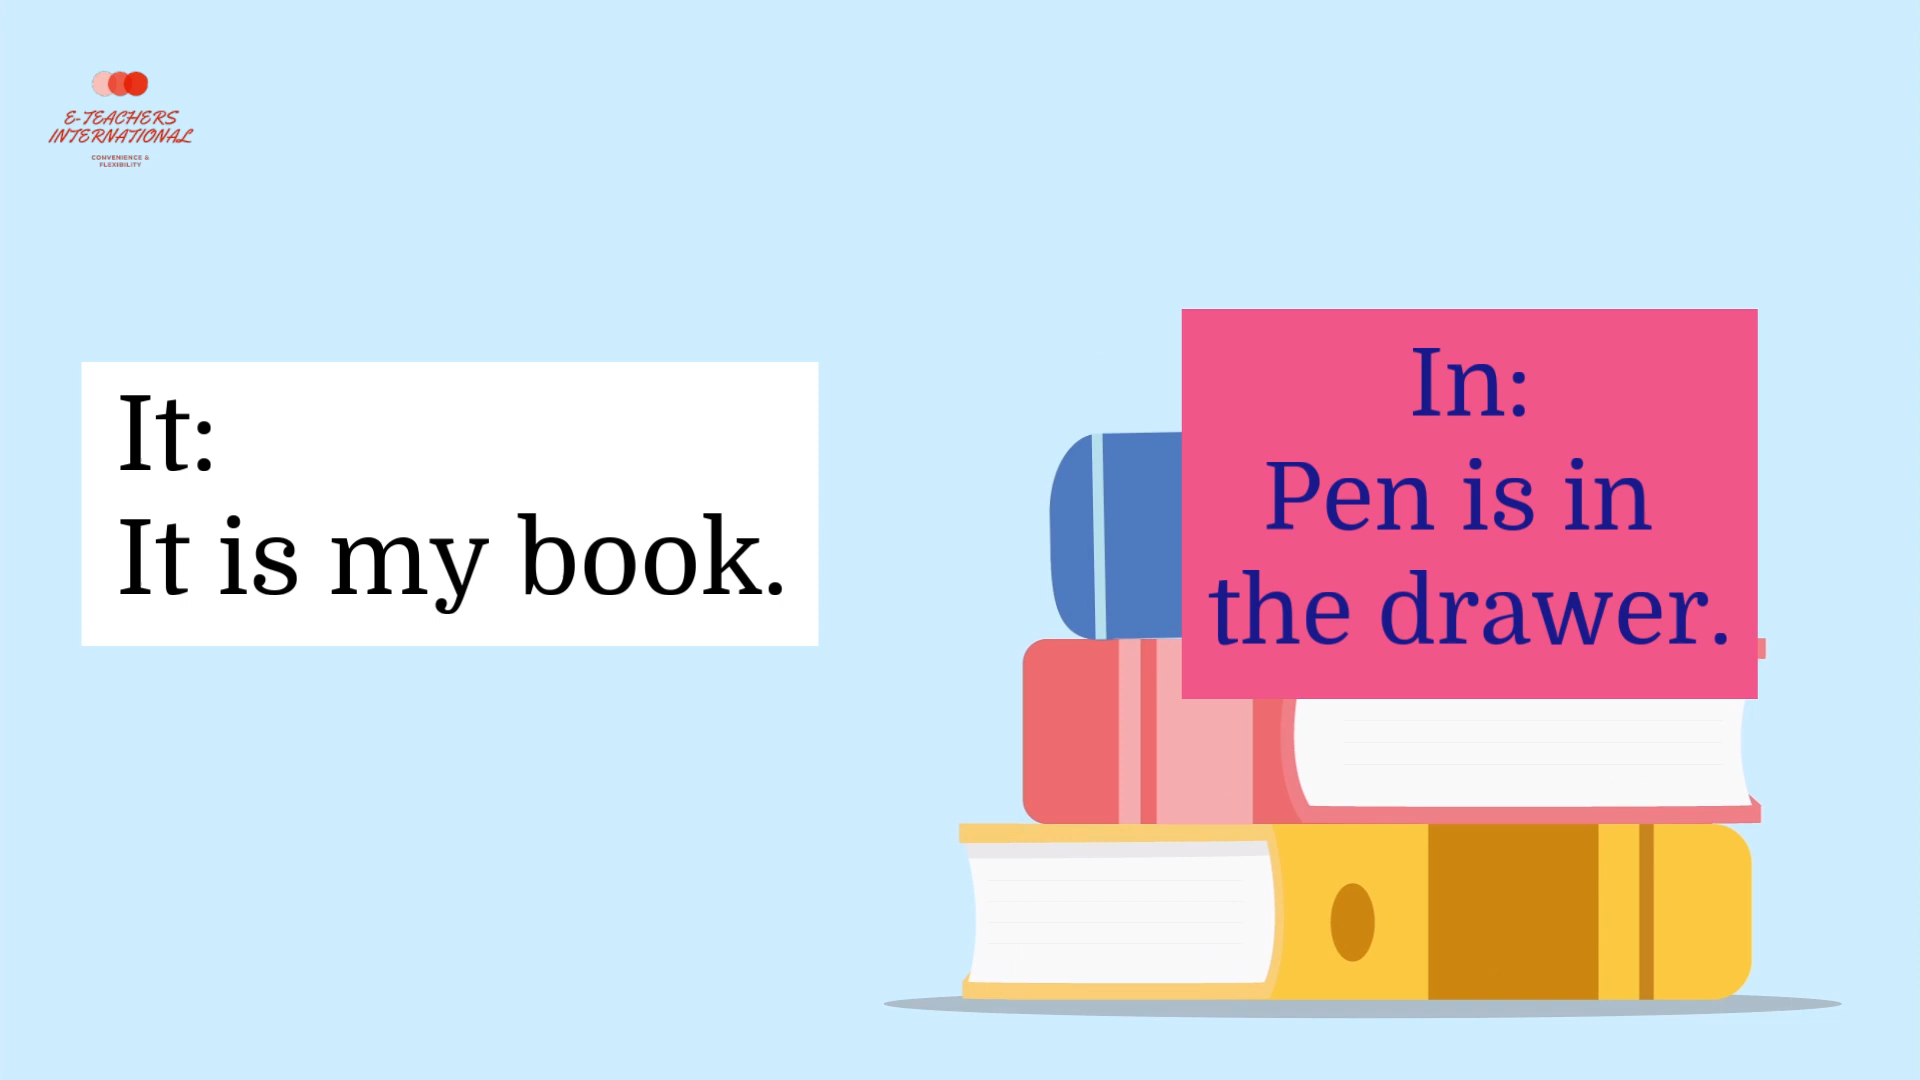 E-TEACHERS
INTERNATIONAL
CONVENIENCE &
FLEXIBILITY
It:
It is my book.
In:
Pen is in
the drawer.